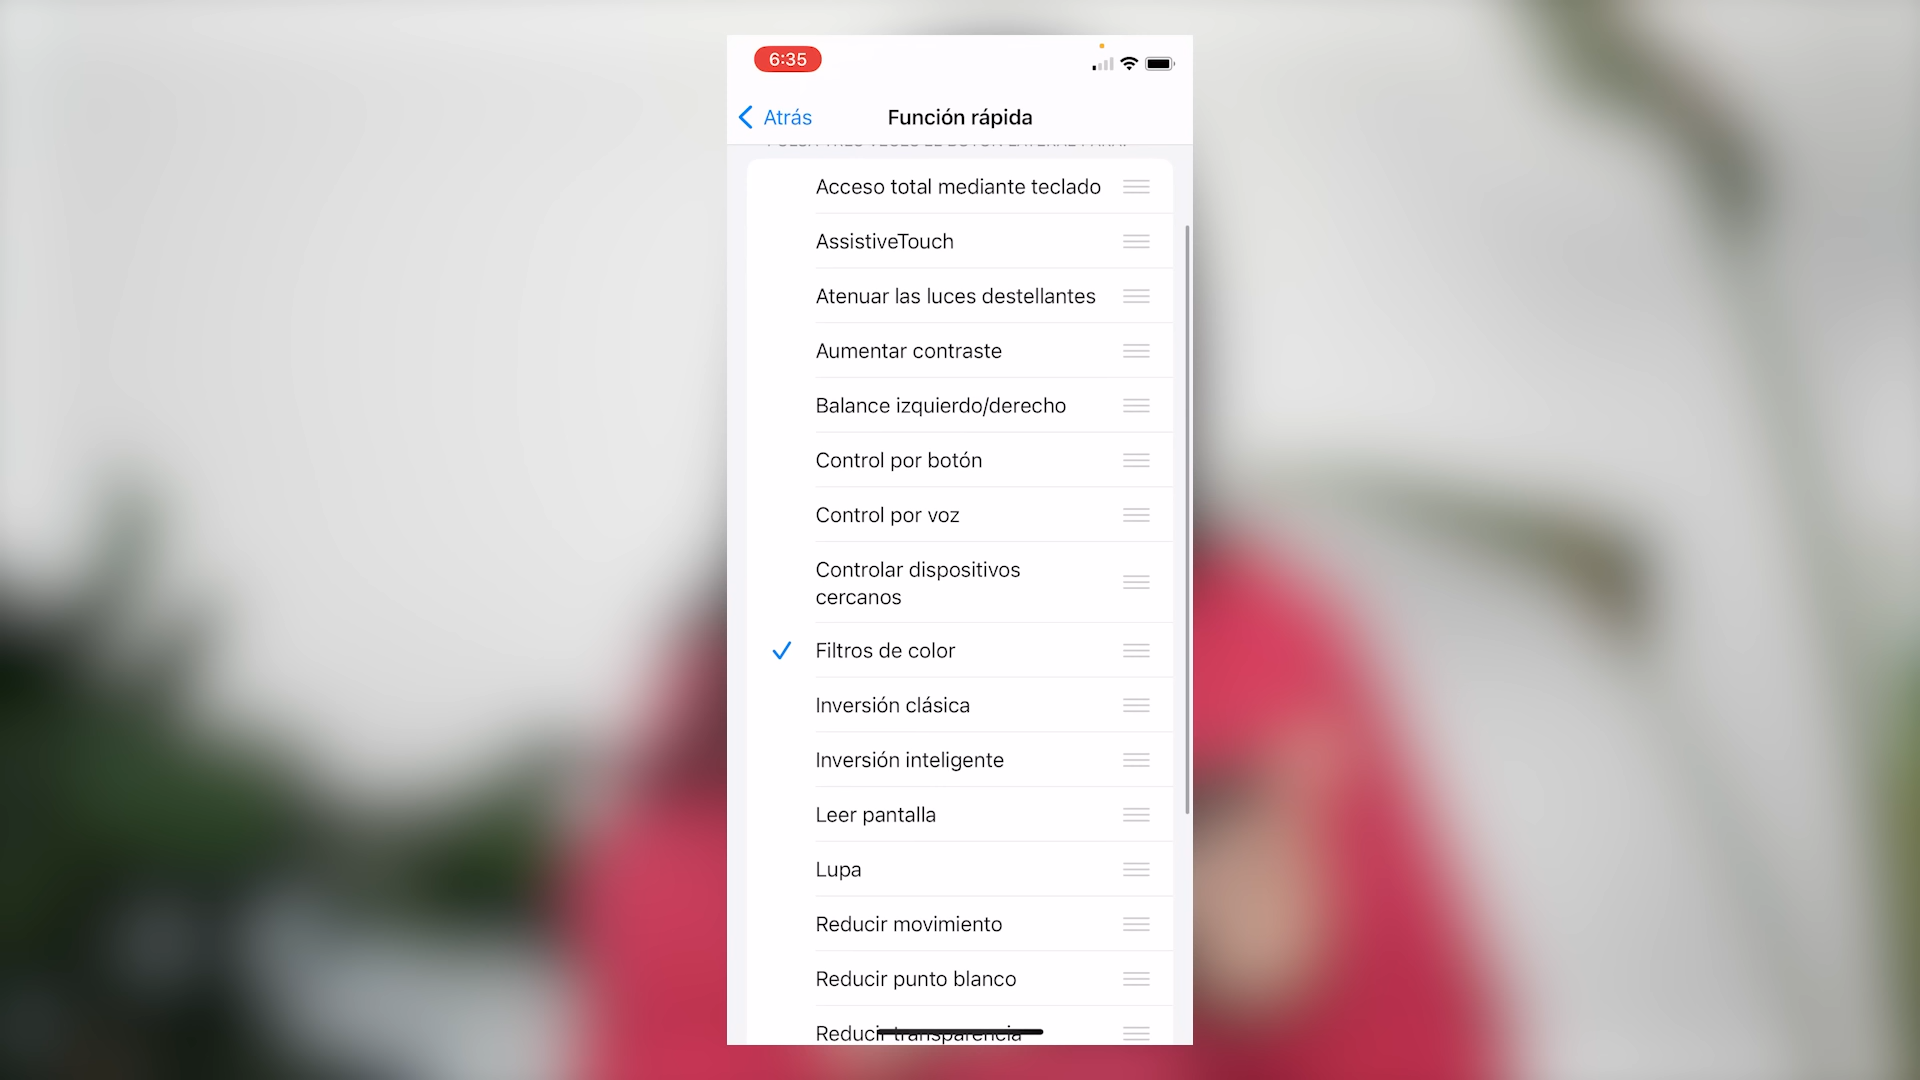 6:35
Atrás
Función rápida
Acceso total mediante teclado
AssistiveTouch
Atenuar las luces destellantes
Aumentar contraste
Balance izquierdo/derecho
Control por botón
Control por voz
Controlar dispositivos
cercanos
Filtros de color
Inversión clásica
Inversión inteligente
Leer pantalla
Lupa
Reducir movimiento
Reducir punto blanco
Reducir transparencia